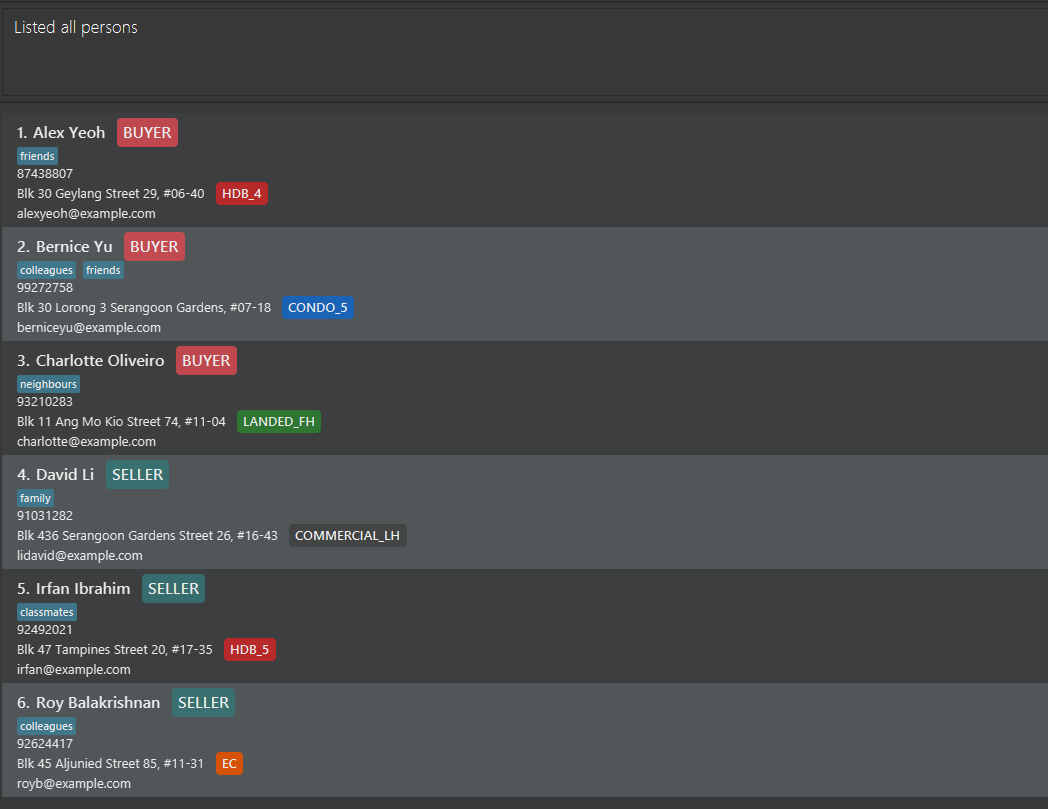 Listed all persons
1. Alex Yeoh BUYER
friends
87438807
Blk 30 Geylang Street 29, #06-40 HDB_4
alexyeoh@example.com
2. Bernice Yu BUYER
colleagues friends
99272758
Blk 30 Lorong 3 Serangoon Gardens, #07-18 CONDO_5
berniceyu@example.com
3. Charlotte Oliveiro BUYER
neighbours
93210283
Blk 11 Ang Mo Kio Street 74, #11-04 LANDED_FH
charlotte@example.com
4. David Li SELLER
family
91031282
Blk 436 Serangoon Gardens Street 26, #16-43 COMMERCIAL_LH
lidavid@example.com
5. Irfan Ibrahim SELLER
classmates
92492021
Blk 47 Tampines Street 20, #17-35 HDB_5
irfan@example.com
6. Roy Balakrishnan SELLER
colleagues
92624417
Blk 45 Aljunied Street 85, #11-31 EC
royb@example.com